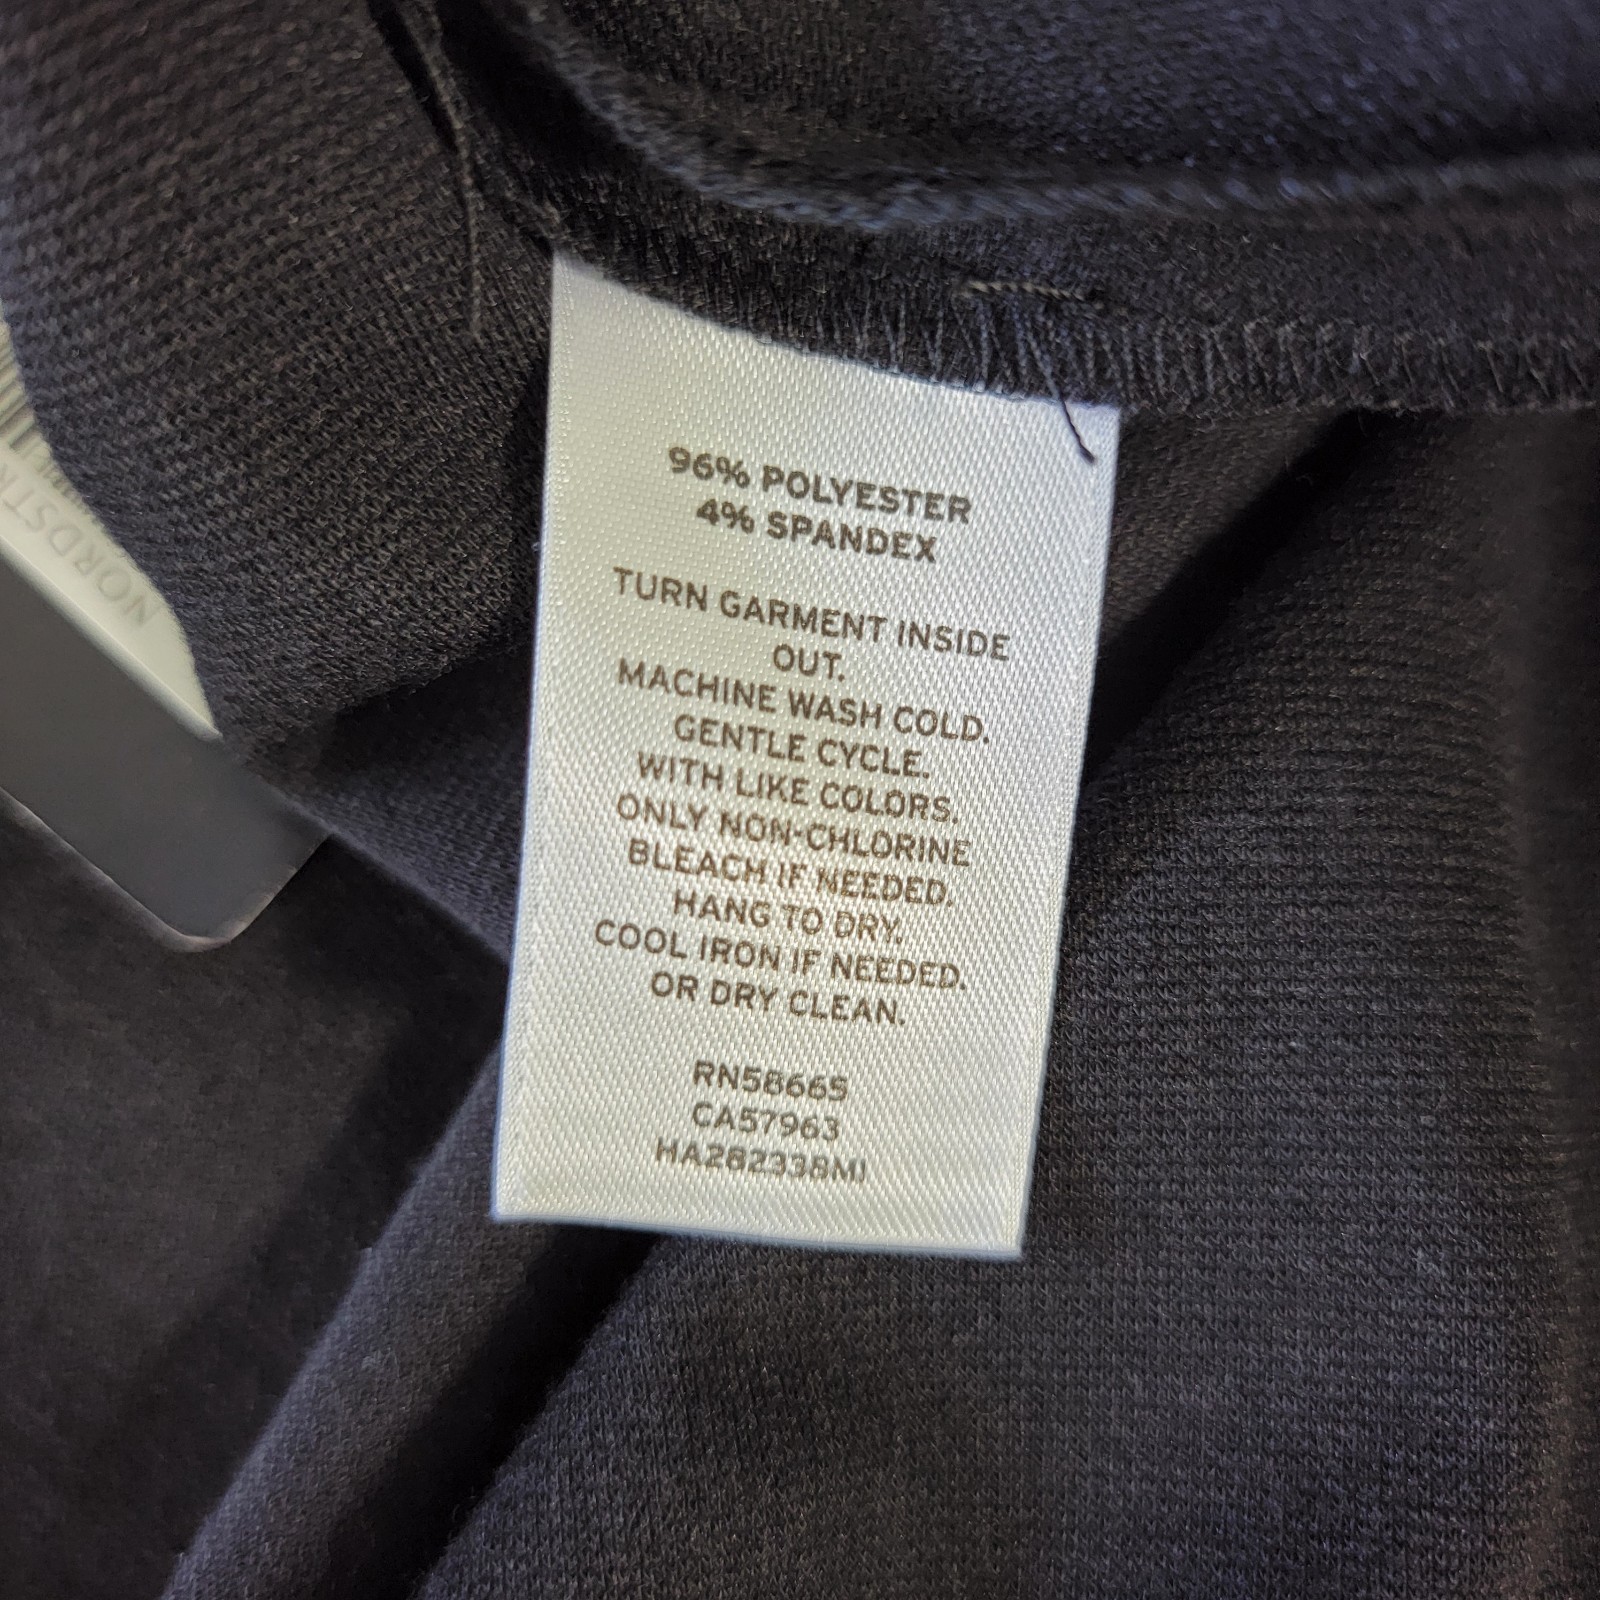 96% POLYESTER
4% SPANDEX
TURN GARMENT INSIDE
OUT.
MACHINE WASH COLD.
GENTLE CYCLE.
WITH LIKE COLORS.
ONLY NON-CHLORINE
BLEACH IF NEEDED.
HANG TO DRY.
COOL IRON IF NEEDED.
OR DRY CLEAN.
RN58665
CA57963
HA282338MI
NORDSTR